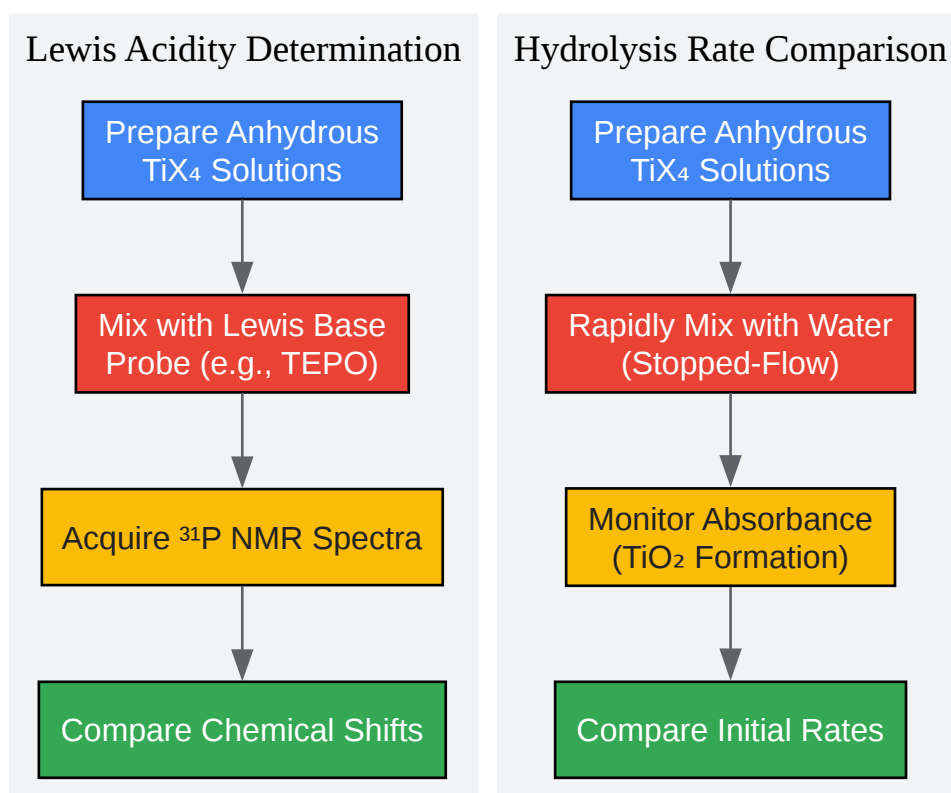 Lewis Acidity Determination
Prepare Anhydrous
TiX₄ Solutions
Mix with Lewis Base
Probe (e.g., TEPO)
Acquire ³¹P NMR Spectra
Compare Chemical Shifts
Hydrolysis Rate Comparison
Prepare Anhydrous
TiX₄ Solutions
Rapidly Mix with Water
(Stopped-Flow)
Monitor Absorbance
(TiO₂ Formation)
Compare Initial Rates